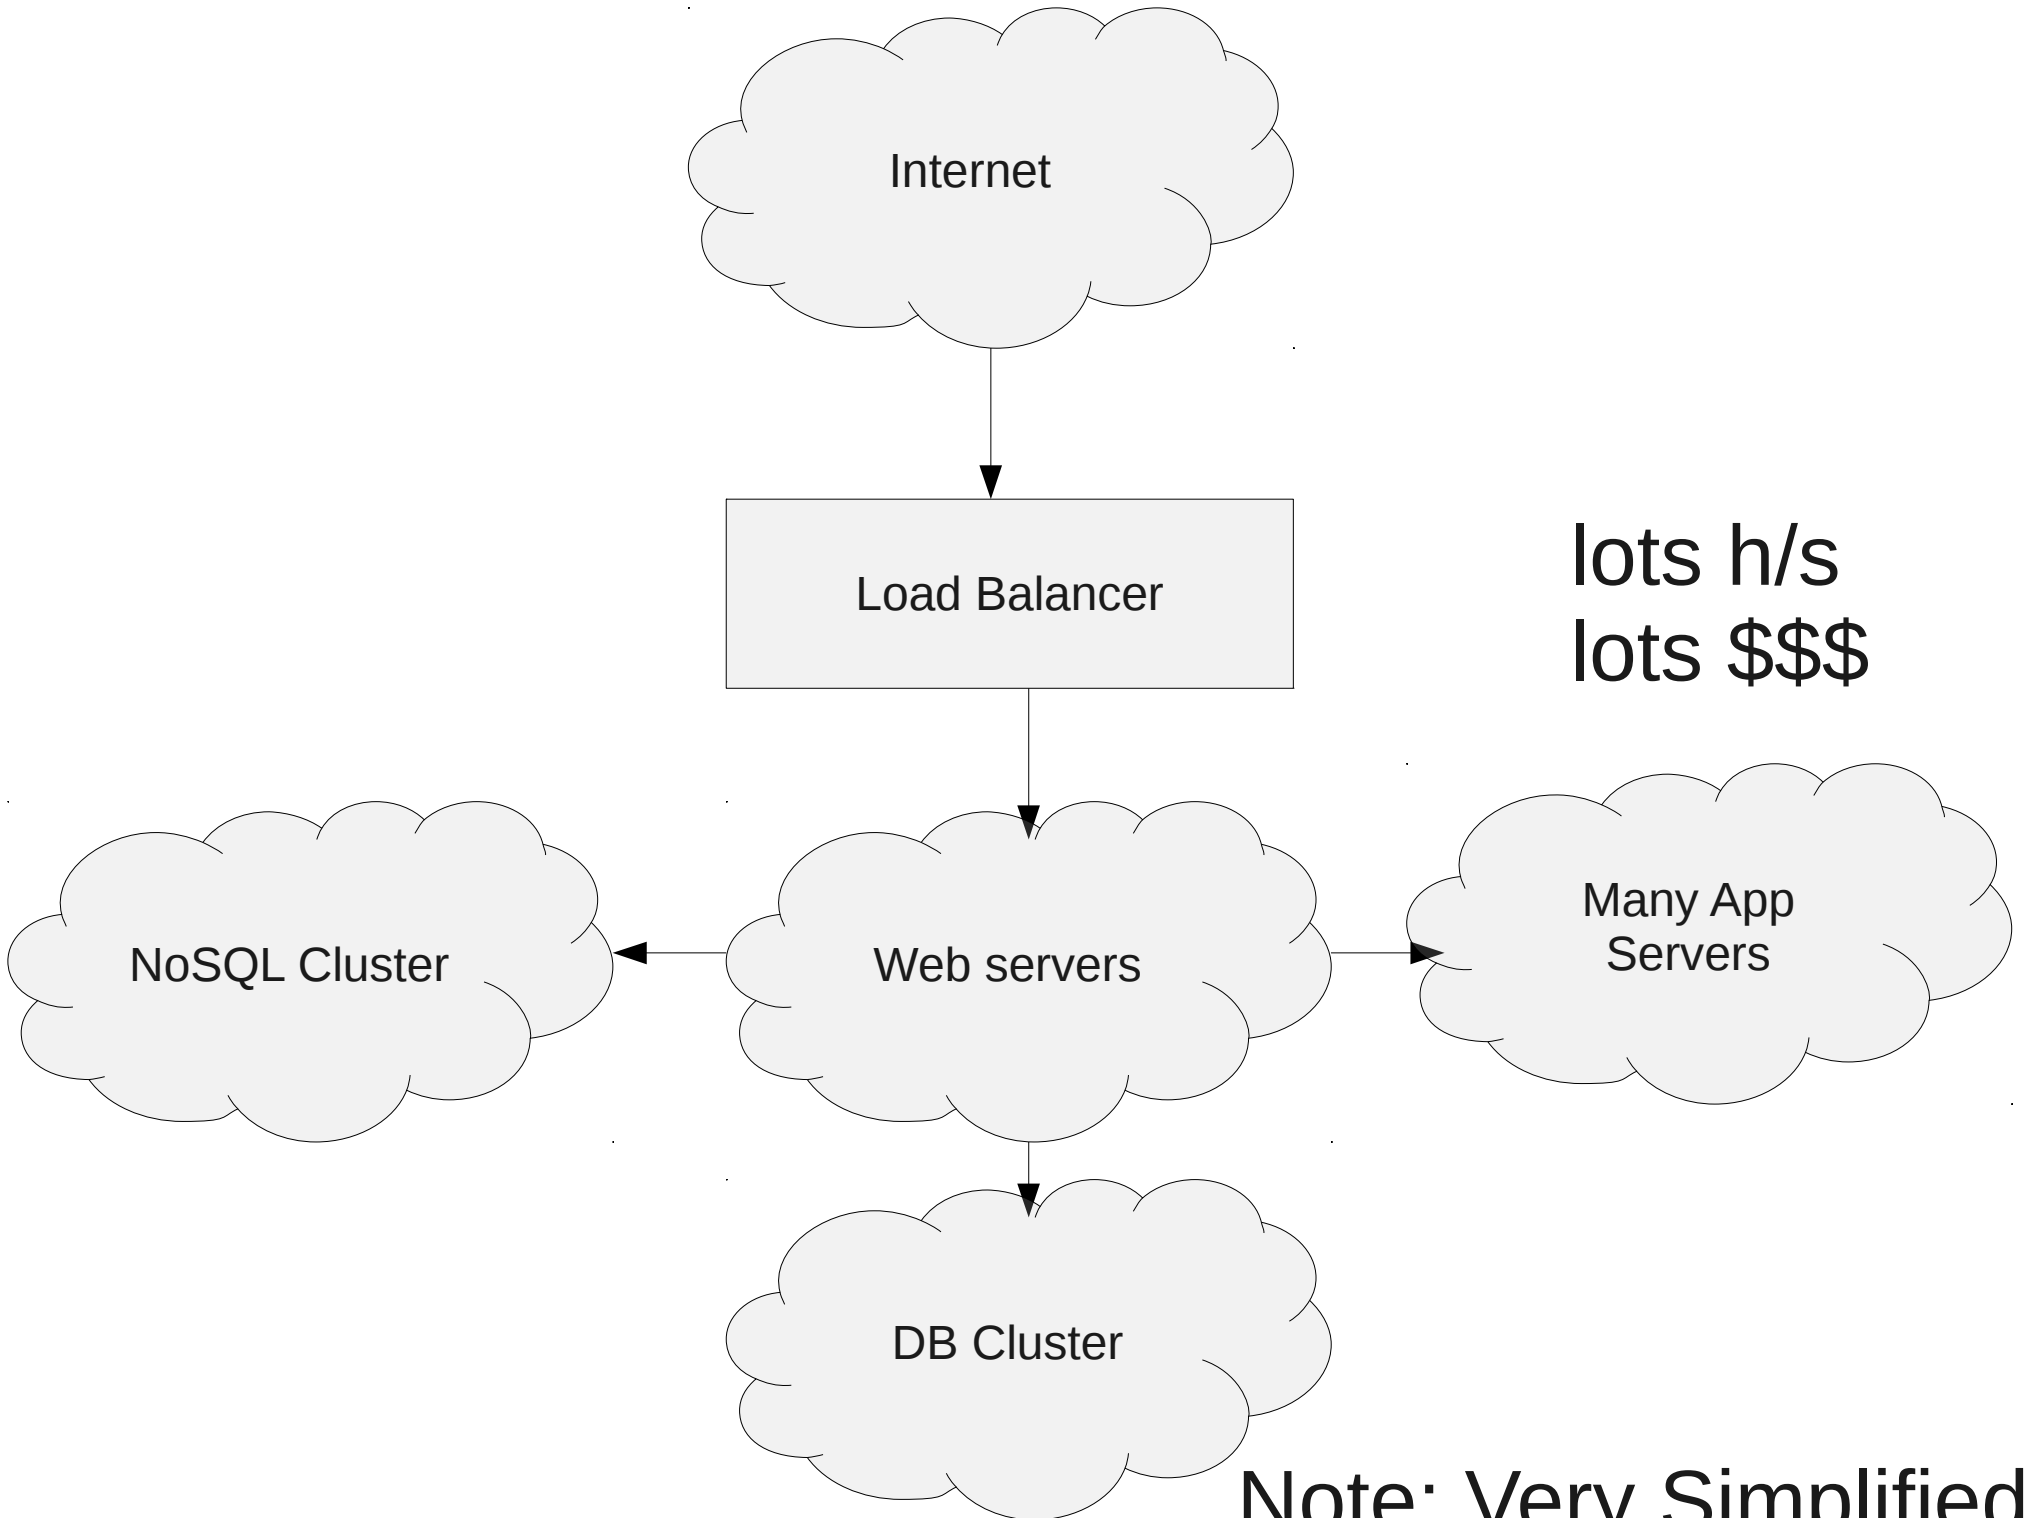 Internet
Load Balancer
lots h/s
lots $$$
NoSQL Cluster
Web servers
Many App
Servers
DB Cluster
Note: Very Simplified